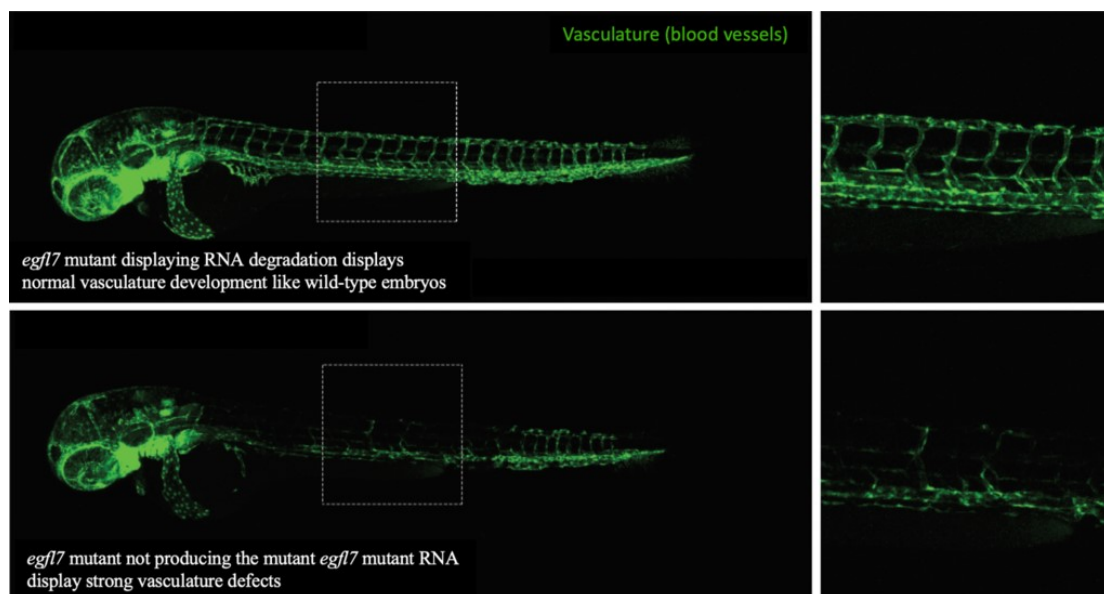 Vasculature (blood vessels)
egfl7 mutant displaying RNA degradation displays
normal vasculature development like wild-type embryos
egfl7 mutant not producing the mutant egfl7 mutant RNA
display strong vasculature defects